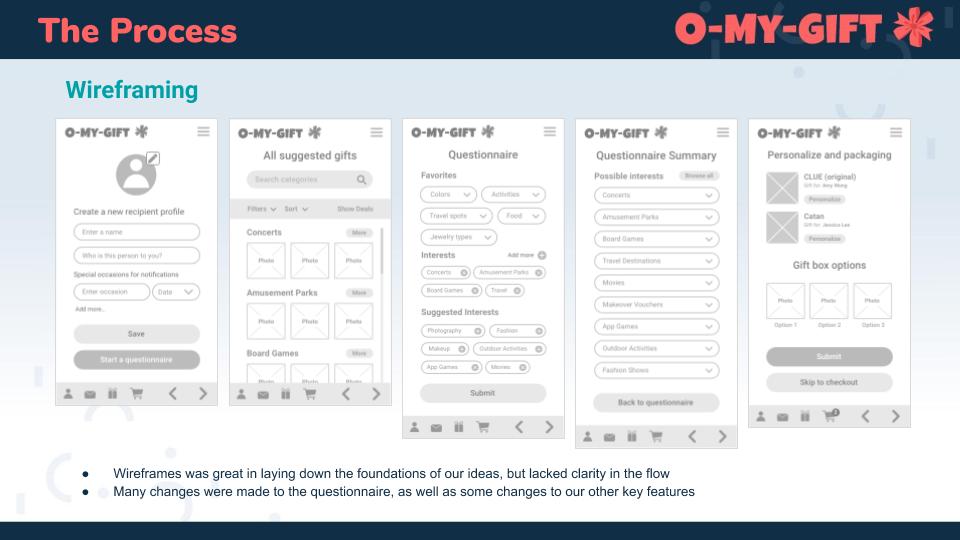 The Process
O-MY-GIFT
Wireframing
O-MY-GIFT
Create a new recipient profile
Enter a name
Who is this person to you?
Special occasions for notifications
Enter occasion
Date
Add more..
Save
Start a questionnaire
O-MY-GIFT
All suggested gifts
Search categories
Filters Sort Show Deals
Concerts More
Photo Photo Photo
Amusement Parks More
Photo Photo Photo
Board Games More
Photo Photo Photo
O-MY-GIFT
Questionnaire
Favorites
Colors Activities
Travel spots Food
Jewelry types
Interests Add more
Concerts Amusement Parks
Board Games Travel
Suggested Interests
Photography Fashion
Makeup Outdoor Activities
App Games Movies
Submit
O-MY-GIFT
Questionnaire Summary
Possible interests Browse all
Concerts
Amusement Parks
Board Games
Travel Destinations
Movies
Makeover Vouchers
App Games
Outdoor Activities
Fashion Shows
Back to questionnaire
O-MY-GIFT
Personalize and packaging
CLUE (original)
Gift for: Amy Wong
Personalize
Catan
Gift for: Jessica Lee
Personalize
Gift box options
Photo Photo Photo
Option 1 Option 2 Option 3
Submit
Skip to checkout
2
● Wireframes was great in laying down the foundations of our ideas, but lacked clarity in the flow
● Many changes were made to the questionnaire, as well as some changes to our other key features